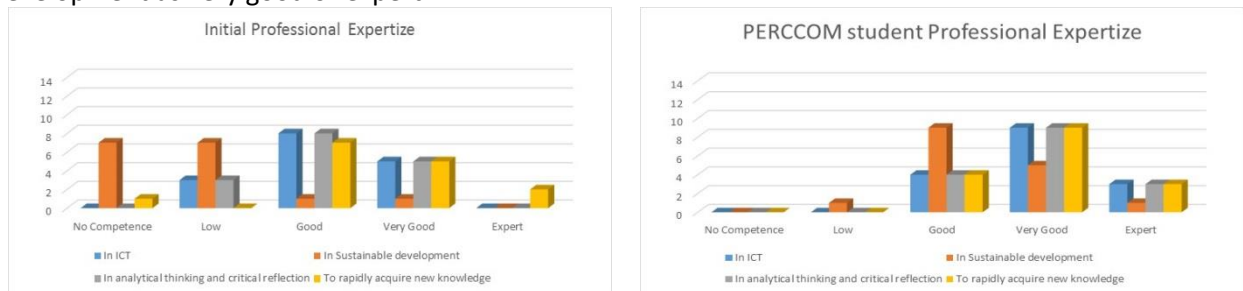 Initial Professional Expertize
14
12
10
8
6
4
2
0
No Competence Low Good Very Good Expert
In ICT In Sustainable development
In analytical thinking and critical reflection To rapidly acquire new knowledge
PERCCOM student Professional Expertize
14
12
10
8
6
4
2
0
No Competence Low Good Very Good Expert
In ICT In Sustainable development
In analytical thinking and critical reflection To rapidly acquire new knowledge